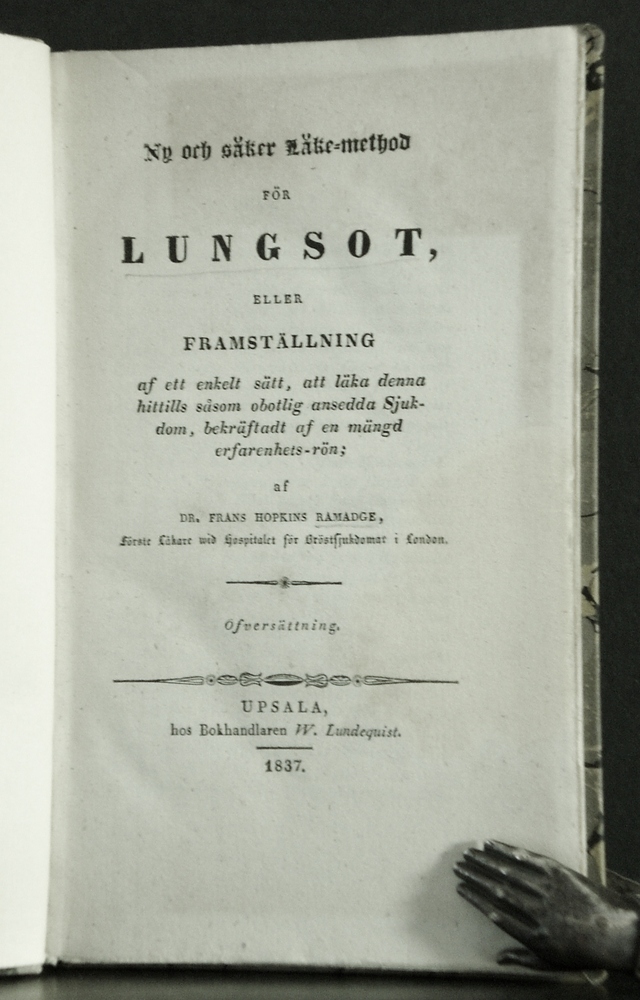 Ny och säker Läke-method
FÖR
LUNGSOT,
ELLER
FRAMSTÄLLNING
af ett enkelt sätt, att läka denna
hittills såsom obotlig ansedda Sjuk-
dom, bekräftadt af en mängd
erfarenhets-rön;
af
DR. FRANS HOPKINS RAMADGE,
Förste Läkare wid Hospitalet för Bröstsjukdomar i London.
Öfversättning.
UPSALA,
hos Bokhandlaren W. Lundequist.
1837.